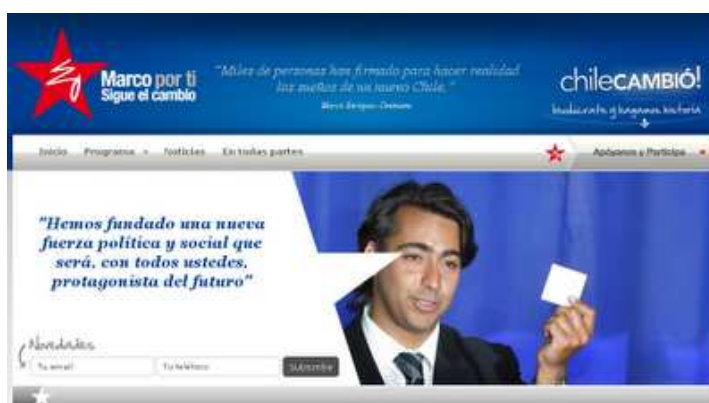 Marco por ti
Sigue el cambio
"Miles de personas han firmado para hacer realidad
los sueños de un nuevo Chile."
chileCAMBIÓ!
Inicio Programa Noticias En todas partes
Apóyanos y Participa
"Hemos fundado una nueva
fuerza política y social que
será, con todos ustedes,
protagonista del futuro"
Novedades
Tu email Tu teléfono Subscribe